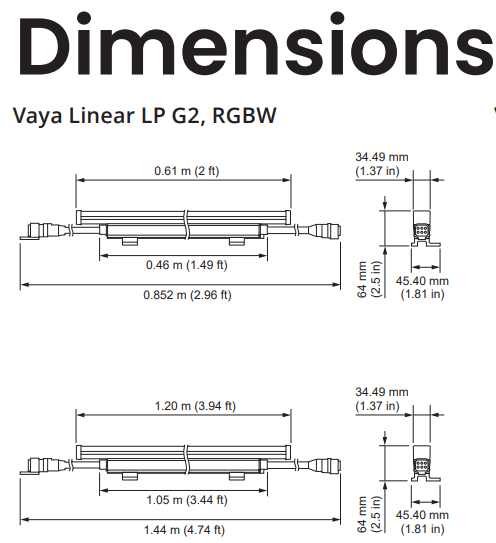 Dimensions
Vaya Linear LP G2, RGBW
0.61 m (2 ft)
34.49 mm
(1.37 in)
0.46 m (1.49 ft)
0.852 m (2.96 ft)
64 mm
(2.5 in)
45.40 mm
(1.81 in)
1.20 m (3.94 ft)
34.49 mm
(1.37 in)
1.05 m (3.44 ft)
1.44 m (4.74 ft)
64 mm
(2.5 in)
45.40 mm
(1.81 in)